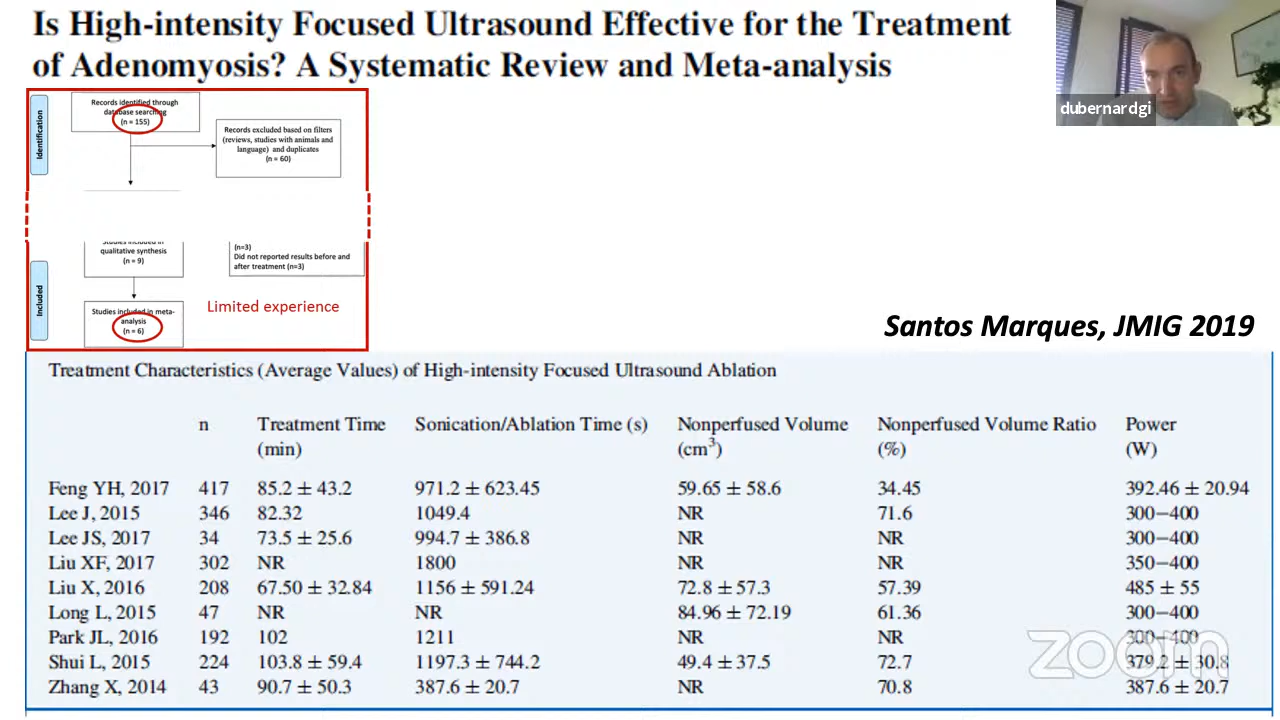 Is High-intensity Focused Ultrasound Effective for the Treatment
of Adenomyosis? A Systematic Review and Meta-analysis
dubernardgi
Identification
Records identified through
database searching
(n = 155)
Records excluded based on filters
(reviews, studies with animals and
language) and duplicates
(n = 60)
Studies included in
qualitative synthesis
(n = 9)
(n=3)
Did not reported results before and
after treatment (n=3)
Included
Studies included in meta-
analysis
(n = 6)
Limited experience
Santos Marques, JMIG 2019
Treatment Characteristics (Average Values) of High-intensity Focused Ultrasound Ablation
n Treatment Time Sonication/Ablation Time (s) Nonperfused Volume Nonperfused Volume Ratio Power
(min) (cm³) (%) (W)
Feng YH, 2017 417 85.2 ± 43.2 971.2 ± 623.45 59.65 ± 58.6 34.45 392.46 ± 20.94
Lee J, 2015 346 82.32 1049.4 NR 71.6 300−400
Lee JS, 2017 34 73.5 ± 25.6 994.7 ± 386.8 NR NR 300−400
Liu XF, 2017 302 NR 1800 NR NR 350−400
Liu X, 2016 208 67.50 ± 32.84 1156 ± 591.24 72.8 ± 57.3 57.39 485 ± 55
Long L, 2015 47 NR NR 84.96 ± 72.19 61.36 300−400
Park JL, 2016 192 102 1211 NR NR 300−400
Shui L, 2015 224 103.8 ± 59.4 1197.3 ± 744.2 49.4 ± 37.5 72.7 379.2 ± 30.8
Zhang X, 2014 43 90.7 ± 50.3 387.6 ± 20.7 NR 70.8 387.6 ± 20.7
zoom